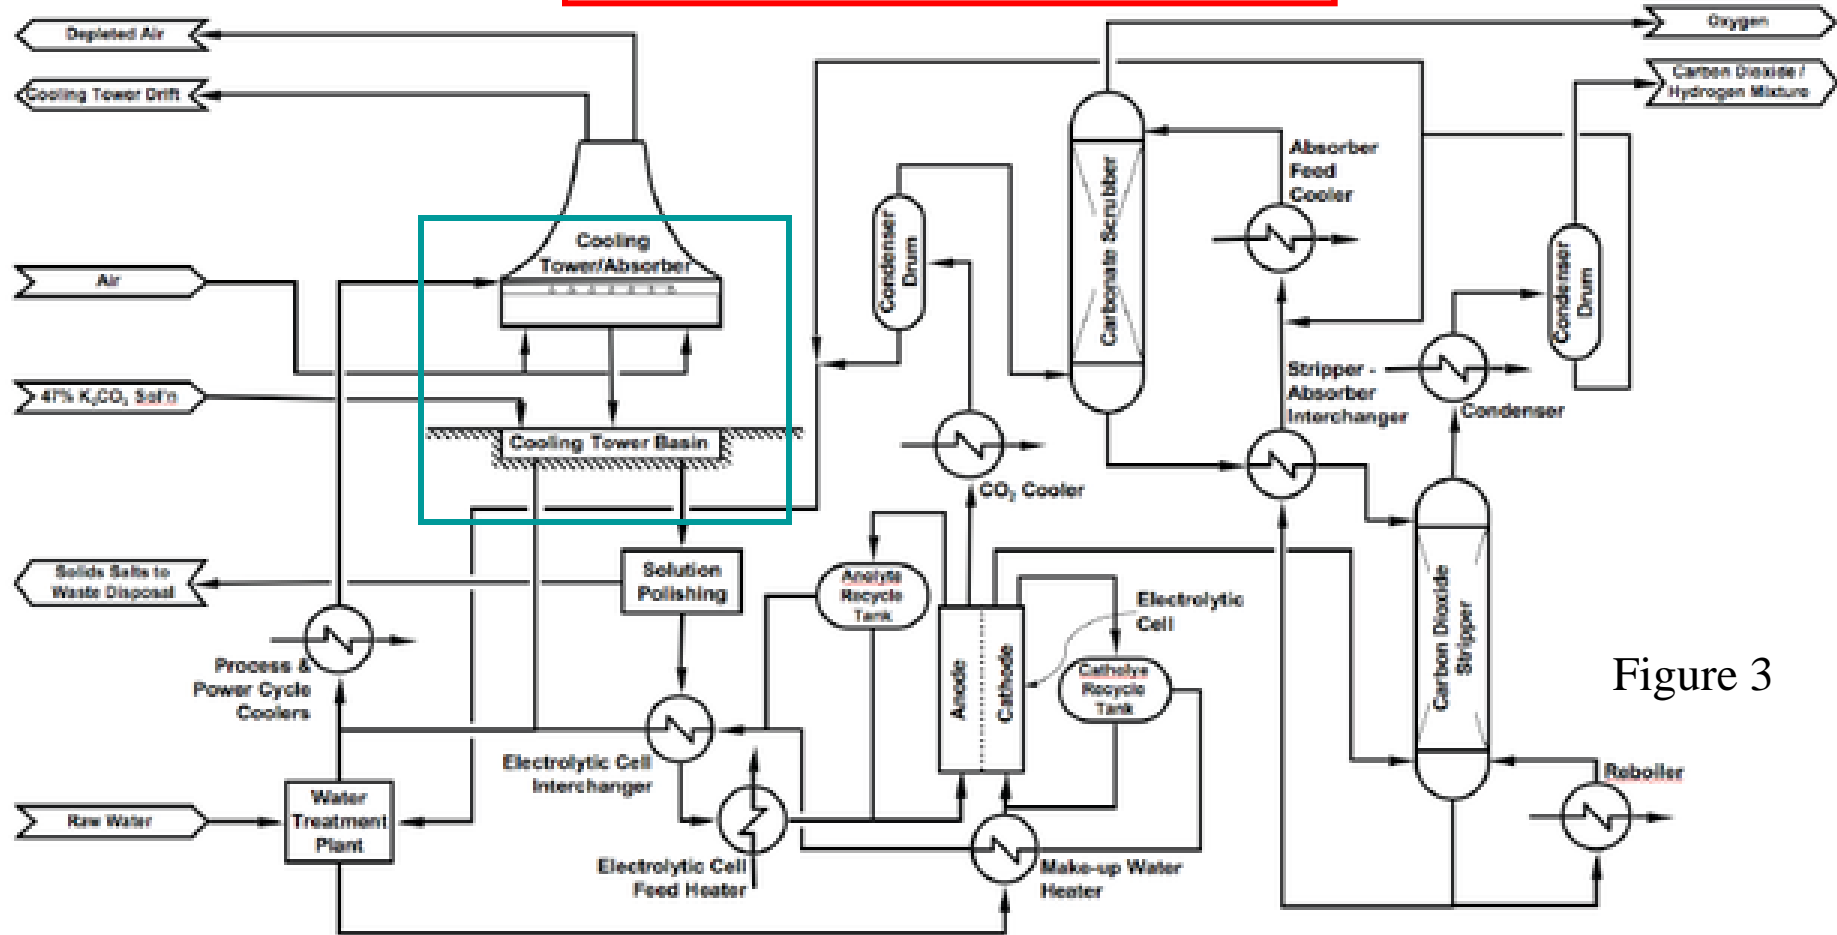 Depleted Air
Cooling Tower Drift
Air
47% K₂CO₃ Sol'n
Solids Salts to
Waste Disposal
Raw Water
Cooling
Tower/Absorber
Cooling Tower Basin
Solution
Polishing
Process &
Power Cycle
Coolers
Water
Treatment
Plant
Electrolytic Cell
Interchanger
Electrolytic Cell
Feed Heater
Condenser
Drum
CO₂ Cooler
Anolyte
Recycle
Tank
Anode
Cathode
Electrolytic
Cell
Catholye
Recycle
Tank
Make-up Water
Heater
Carbonate Scrubber
Absorber
Feed
Cooler
Stripper -
Absorber
Interchanger
Condenser
Condenser
Drum
Carbon Dioxide
Stripper
Reboiler
Oxygen
Carbon Dioxide /
Hydrogen Mixture
Figure 3